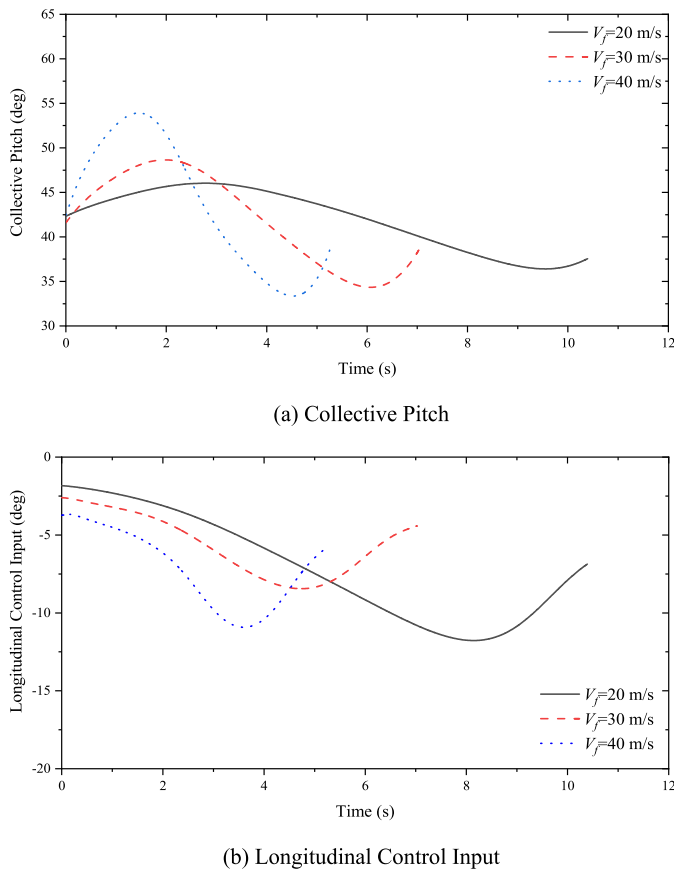 65
60
55
50
45
40
35
30
Collective Pitch (deg)
V_f=20 m/s
V_f=30 m/s
V_f=40 m/s
0
2
4
6
8
10
12
Time (s)
(a) Collective Pitch
0
-5
-10
-15
-20
Longitudinal Control Input (deg)
V_f=20 m/s
V_f=30 m/s
V_f=40 m/s
0
2
4
6
8
10
12
Time (s)
(b) Longitudinal Control Input